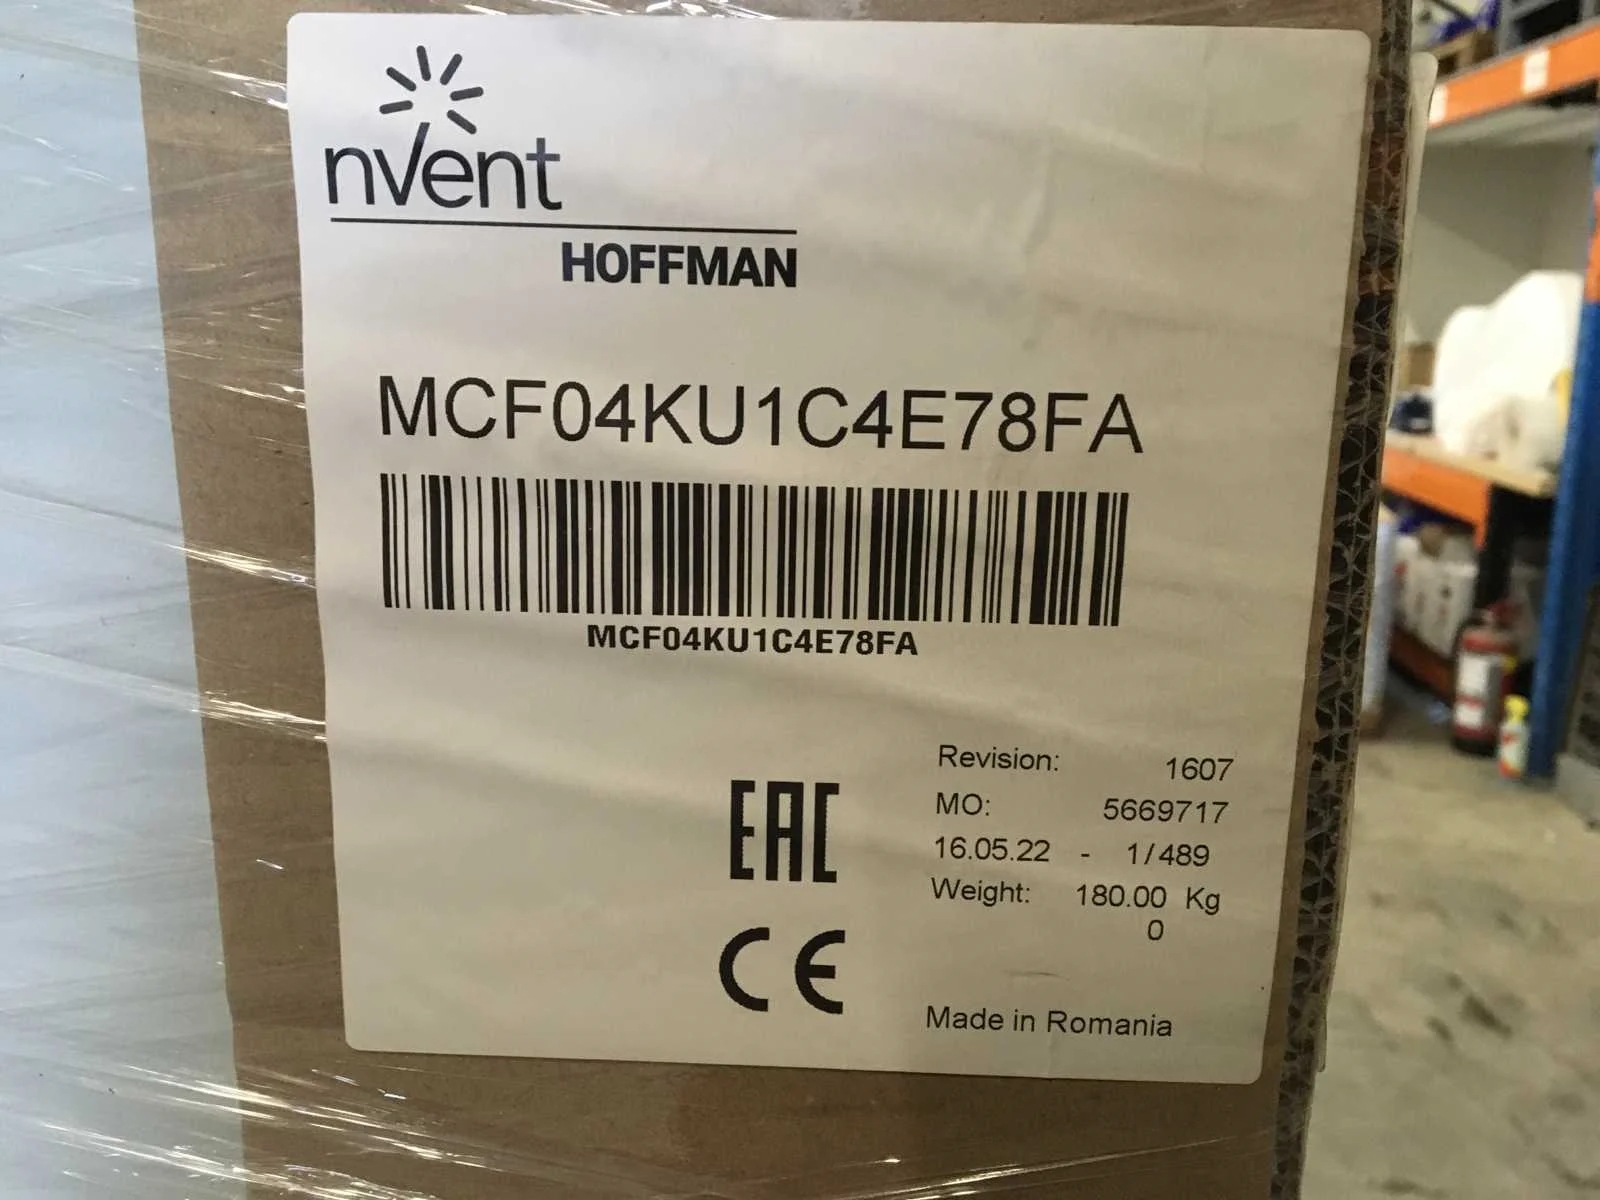 nVent
HOFFMAN
MCF04KU1C4E78FA
MCF04KU1C4E78FA
Revision: 1607
MO: 5669717
16.05.22 - 1/489
Weight: 180.00 Kg
0
EAC
CE
Made in Romania